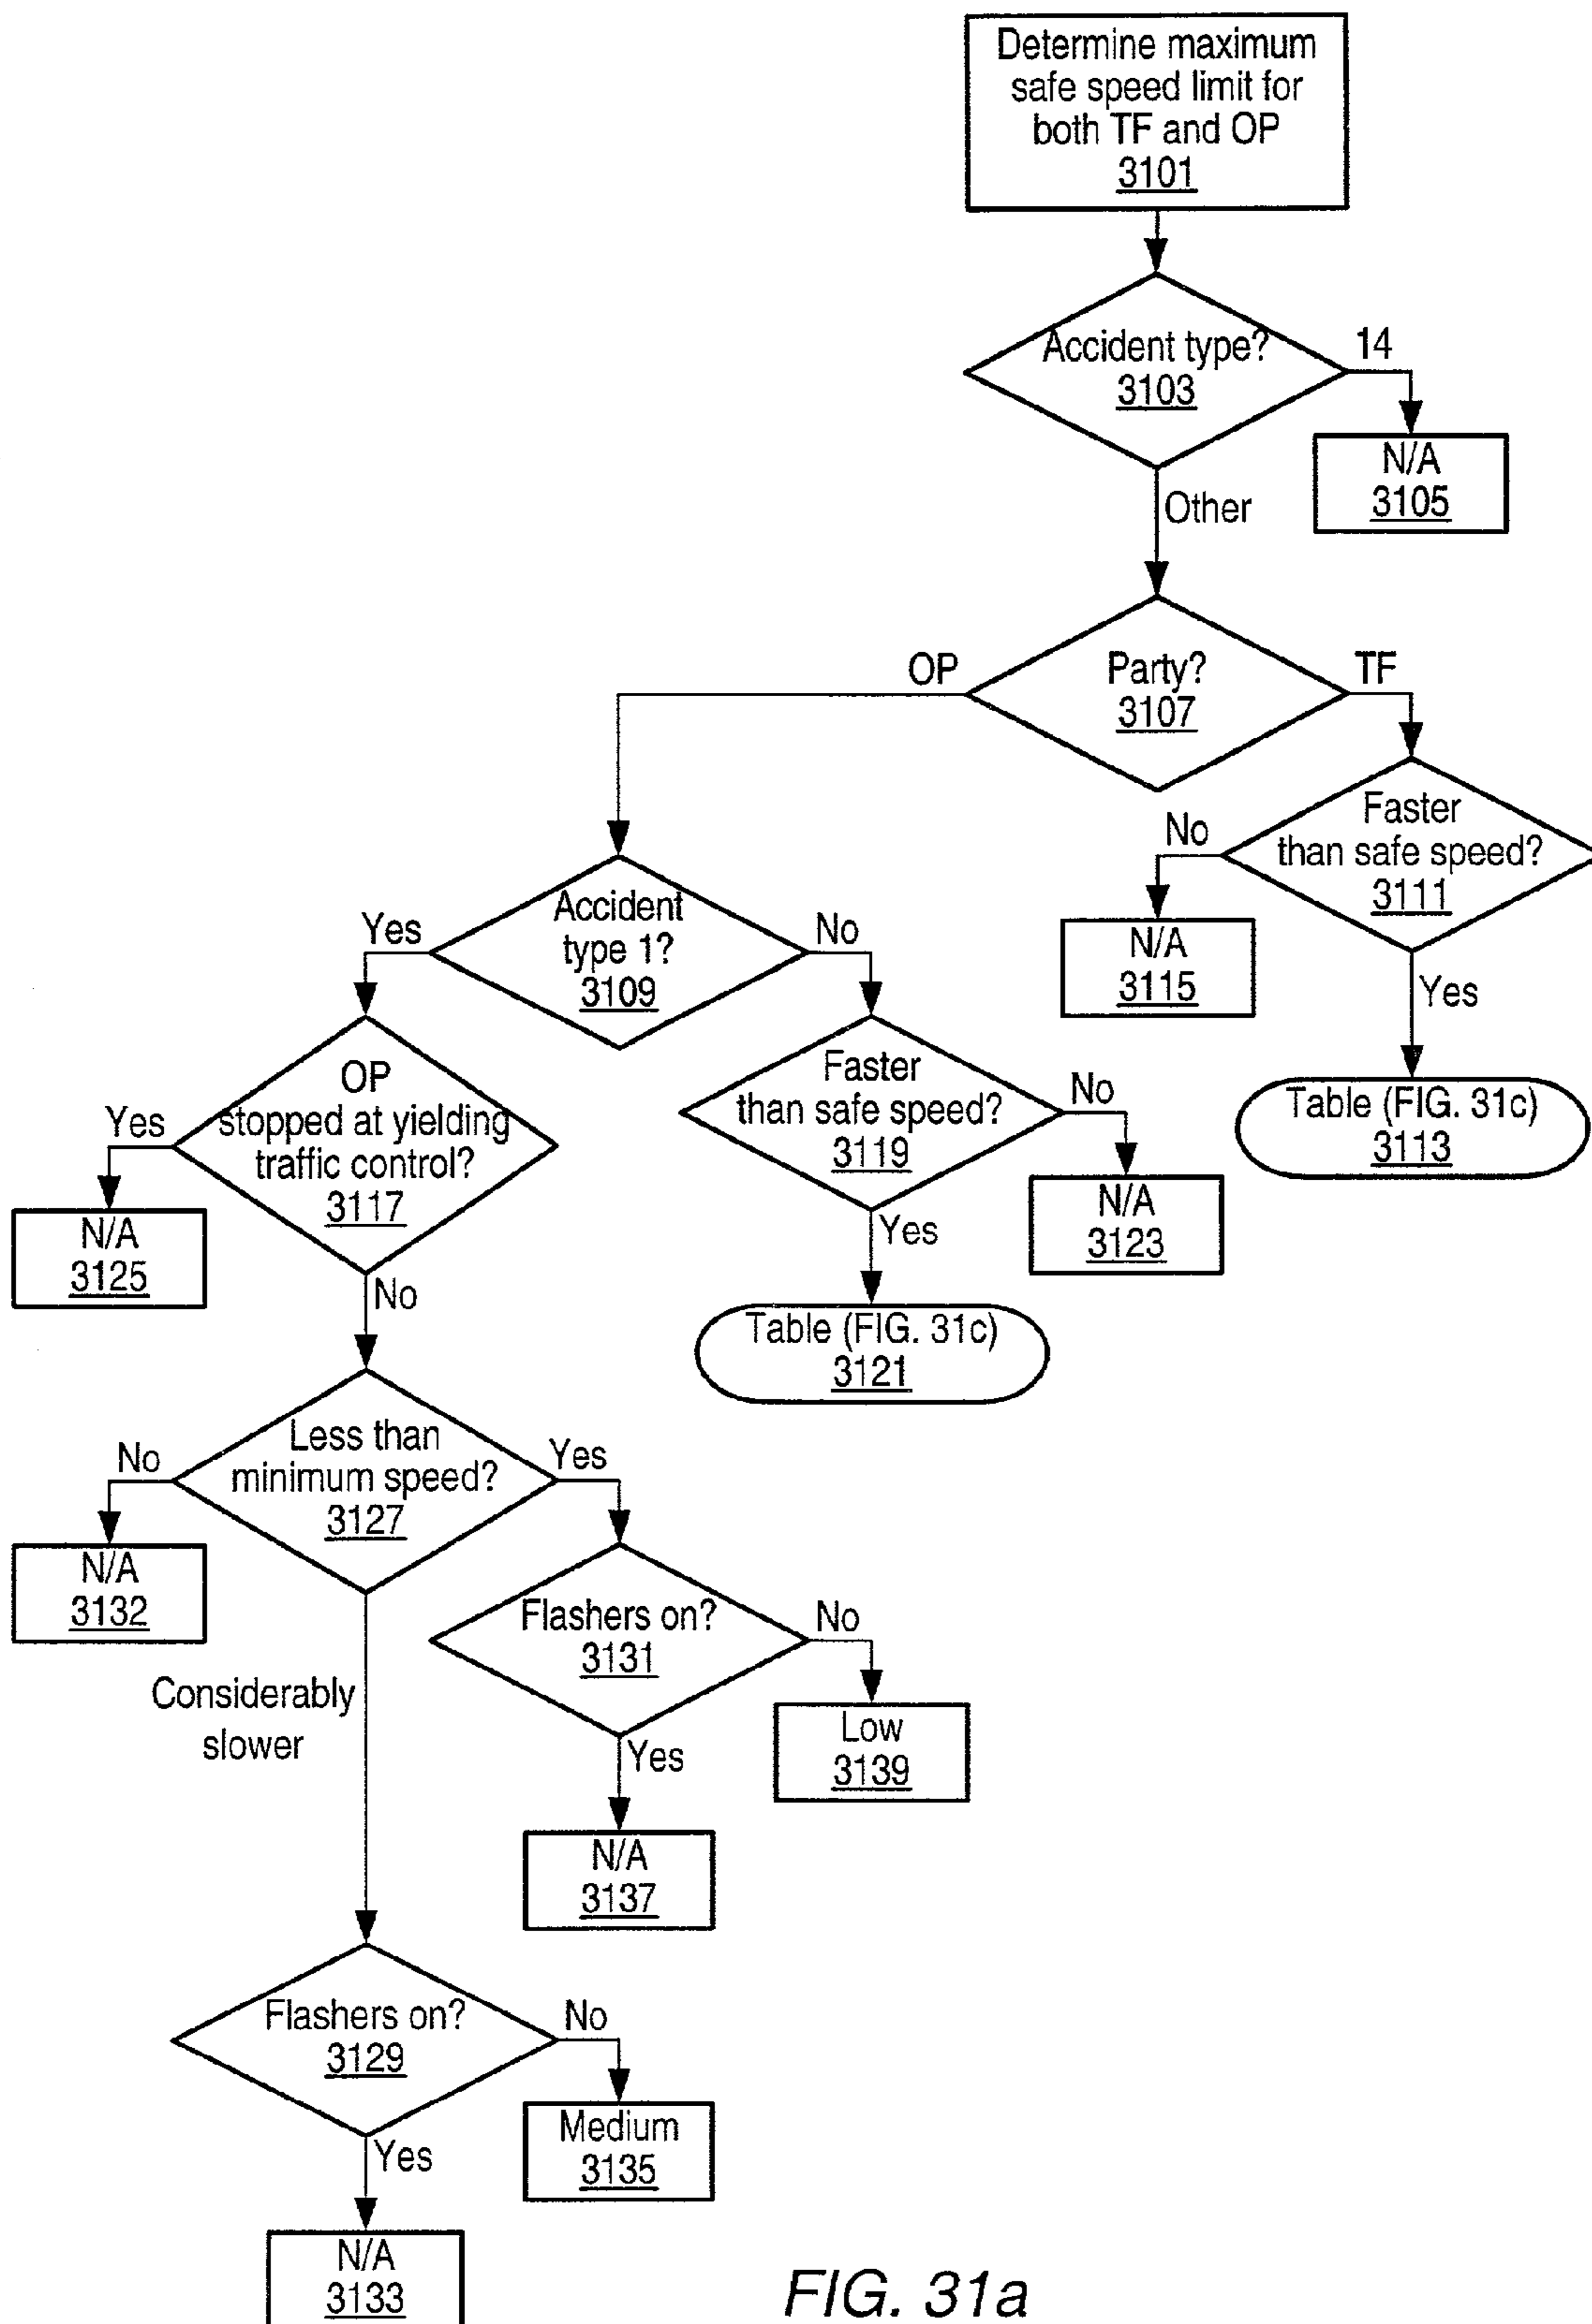 Determine maximum
safe speed limit for
both TF and OP
3101
Accident type?
3103
14
N/A
3105
Other
Party?
3107
OP
TF
Faster
than safe speed?
3111
No
N/A
3115
Yes
Table (FIG. 31c)
3113
Accident
type 1?
3109
Yes
No
OP
stopped at yielding
traffic control?
3117
Yes
N/A
3125
No
Faster
than safe speed?
3119
No
N/A
3123
Yes
Table (FIG. 31c)
3121
Less than
minimum speed?
3127
No
N/A
3132
Yes
Flashers on?
3131
No
Low
3139
Yes
N/A
3137
Considerably
slower
Flashers on?
3129
No
Medium
3135
Yes
N/A
3133
FIG. 31a